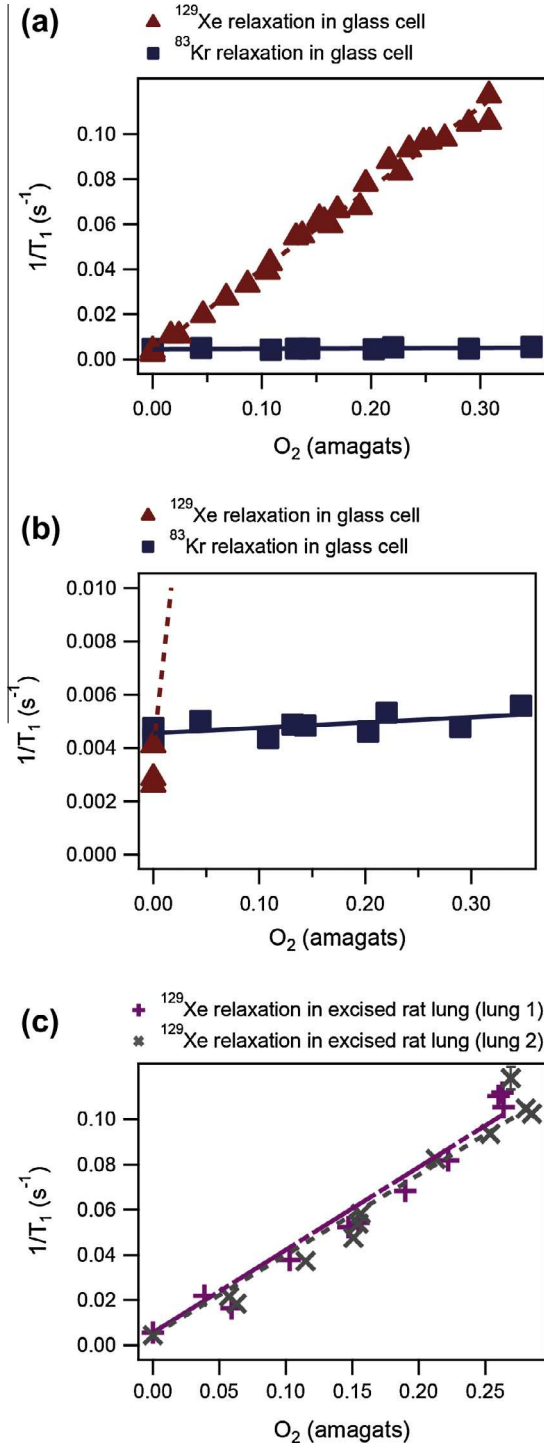 (a)
▲ ¹²⁹Xe relaxation in glass cell
■ ⁸³Kr relaxation in glass cell
1/T₁ (s⁻¹)
0.10
0.08
0.06
0.04
0.02
0.00
0.00 0.10 0.20 0.30
O₂ (amagats)
(b)
▲ ¹²⁹Xe relaxation in glass cell
■ ⁸³Kr relaxation in glass cell
1/T₁ (s⁻¹)
0.010
0.008
0.006
0.004
0.002
0.000
0.00 0.10 0.20 0.30
O₂ (amagats)
(c)
+ ¹²⁹Xe relaxation in excised rat lung (lung 1)
× ¹²⁹Xe relaxation in excised rat lung (lung 2)
1/T₁ (s⁻¹)
0.10
0.08
0.06
0.04
0.02
0.00
0.00 0.05 0.10 0.15 0.20 0.25
O₂ (amagats)